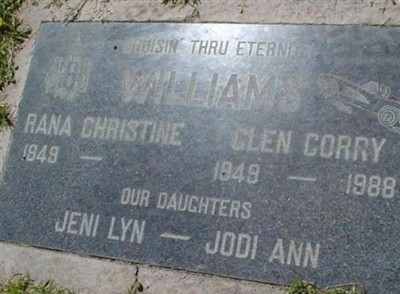 CRUISIN' THRU ETERNITY
WILLIAMS
RANA CHRISTINE
1949 —
GLEN CORRY
1949 — 1988
OUR DAUGHTERS
JENI LYN — JODI ANN